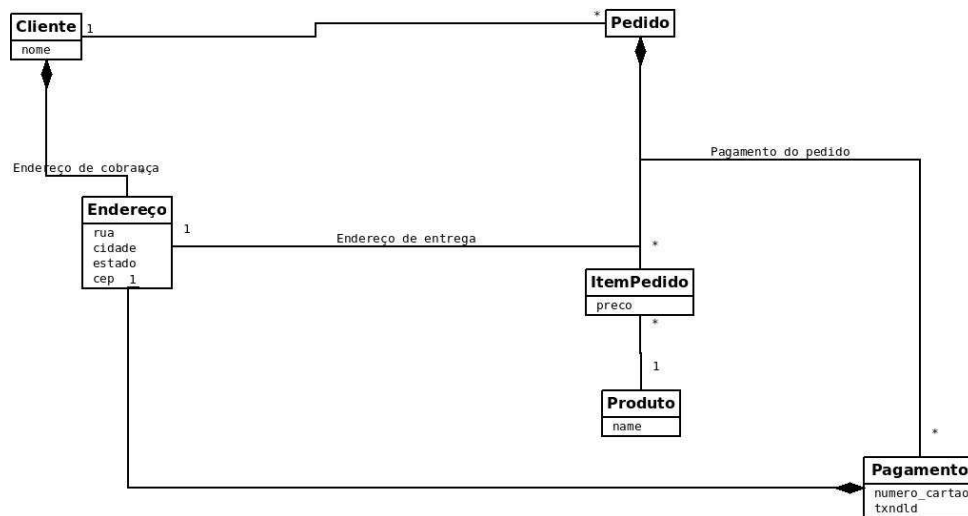 Cliente
nome
1
*
Pedido
Pagamento do pedido
Endereço de cobrança
*
Endereço
rua
cidade
estado
cep
1
1
Endereço de entrega
*
ItemPedido
preco
*
1
Produto
name
*
Pagamento
numero_cartao
txndld